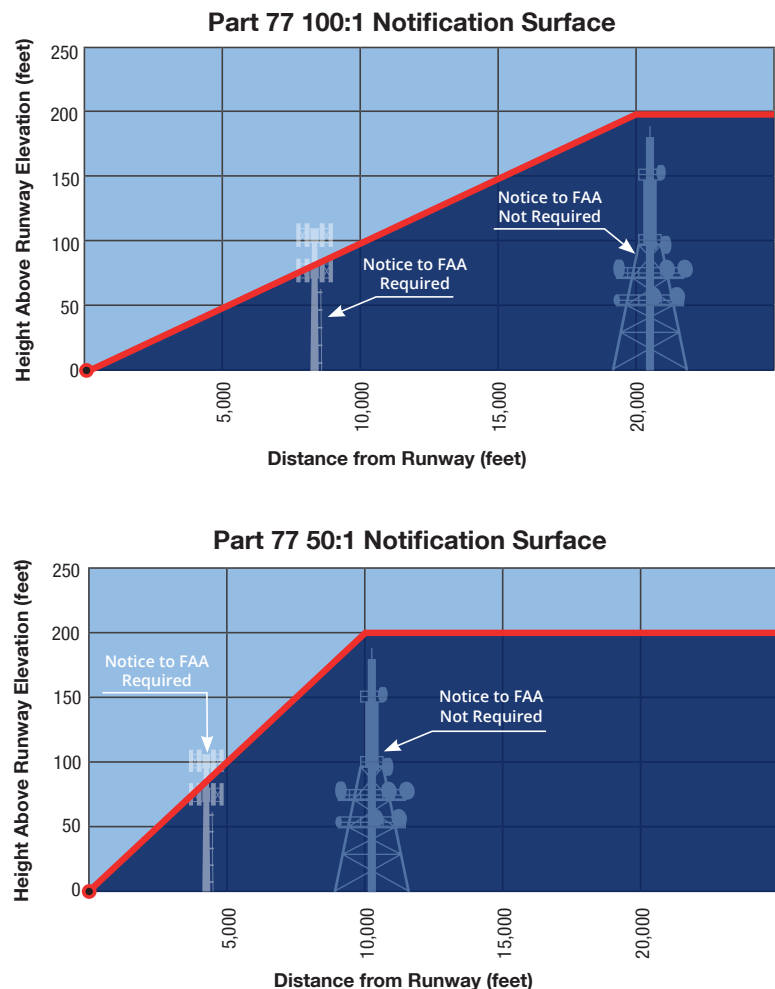 Part 77 100:1 Notification Surface
Height Above Runway Elevation (feet)
250
200
150
100
50
0
Notice to FAA
Not Required
Notice to FAA
Required
5,000
10,000
15,000
20,000
Distance from Runway (feet)
Part 77 50:1 Notification Surface
Height Above Runway Elevation (feet)
250
200
150
100
50
0
Notice to FAA
Required
Notice to FAA
Not Required
5,000
10,000
15,000
20,000
Distance from Runway (feet)